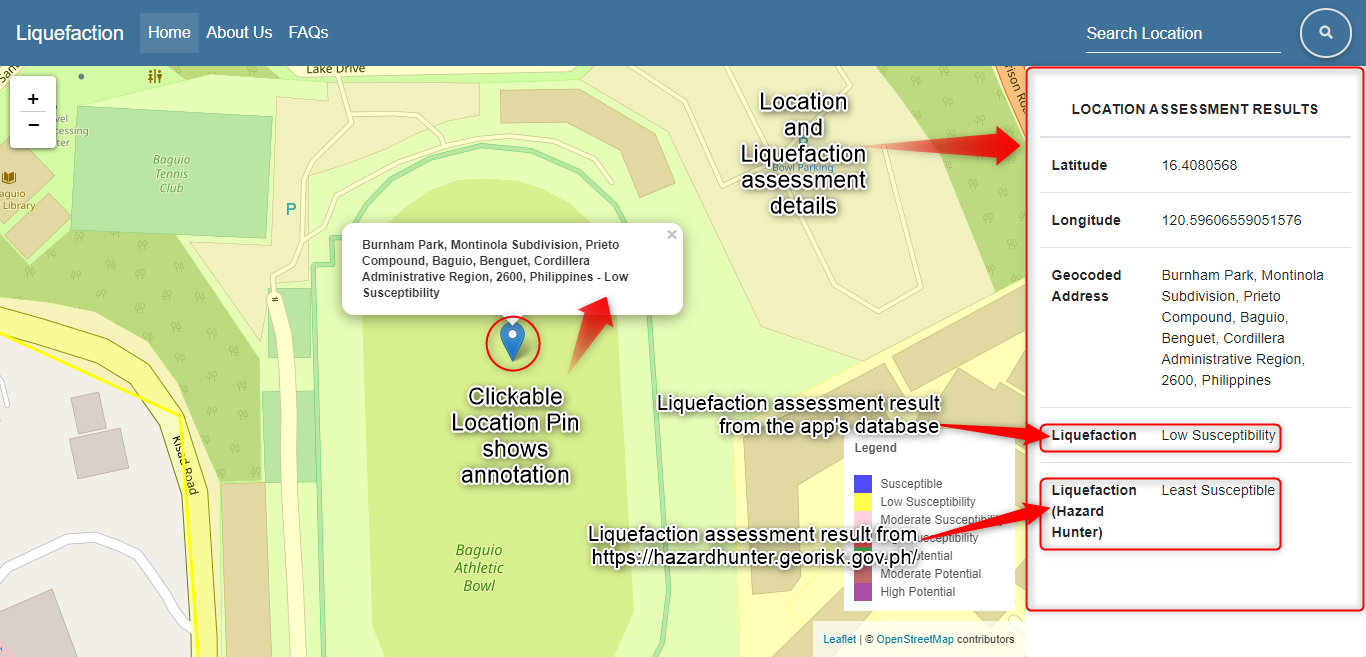 Liquefaction
Home
About Us
FAQs
Search Location
Lake Drive
+
−
Baguio
Tennis
Club
Library
P
Bowl Parking
Location
and
Liquefaction
assessment
details
Burnham Park, Montinola Subdivision, Prieto
Compound, Baguio, Benguet, Cordillera
Administrative Region, 2600, Philippines - Low
Susceptibility
×
Clickable
Location Pin
shows
annotation
Kisad Road
Baguio
Athletic
Bowl
Liquefaction assessment result
from the app's database
Liquefaction assessment result from
https://hazardhunter.georisk.gov.ph/
Legend
Susceptible
Low Susceptibility
Moderate Susceptibility
Moderate Potential
High Potential
Leaflet | © OpenStreetMap contributors
LOCATION ASSESSMENT RESULTS
Latitude 16.4080568
Longitude 120.59606559051576
Geocoded Burnham Park, Montinola
Address Subdivision, Prieto
Compound, Baguio,
Benguet, Cordillera
Administrative Region,
2600, Philippines
Liquefaction Low Susceptibility
Liquefaction Least Susceptible
(Hazard
Hunter)